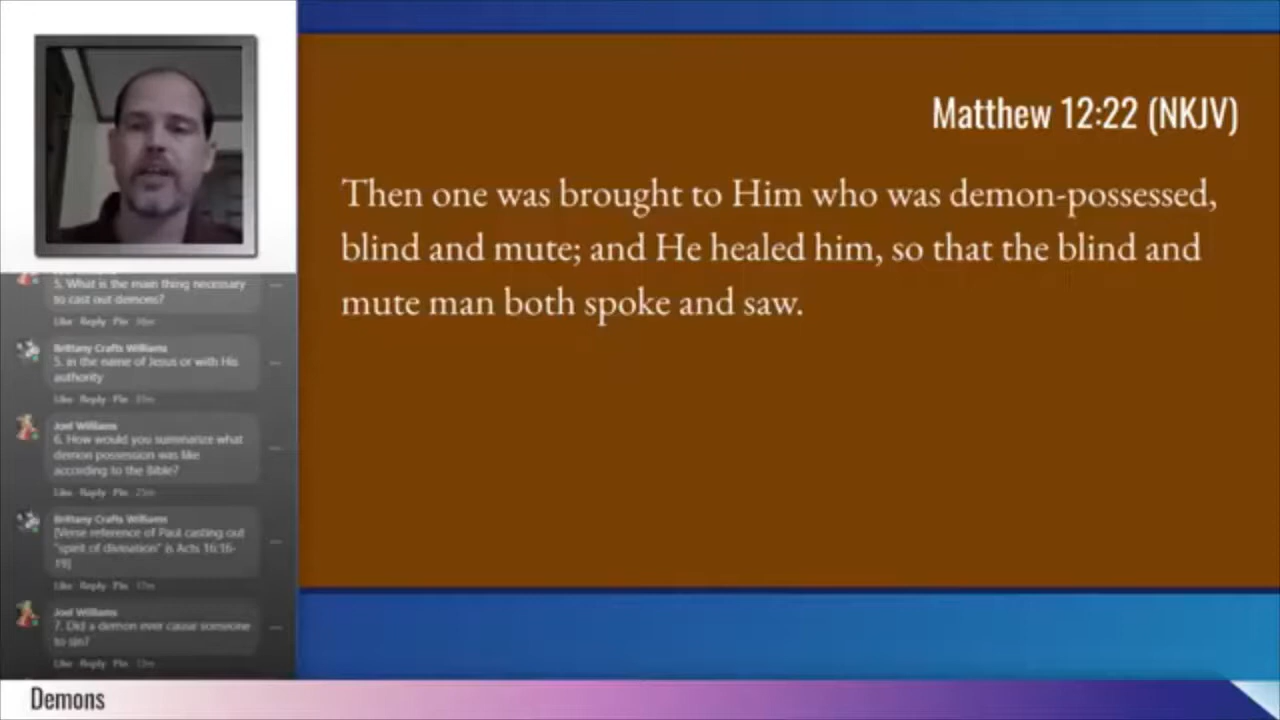 Matthew 12:22 (NKJV)
Then one was brought to Him who was demon-possessed,
blind and mute; and He healed him, so that the blind and
mute man both spoke and saw.
5. What is the main thing necessary
to cast out demons?
Like Reply Pin
Brittany Crafts Williams
5. in the name of Jesus or with His
authority
Like Reply Pin
Joel Williams
6. How would you summarize what
demon possession was like
according to the Bible?
Like Reply Pin
Brittany Crafts Williams
[Verse reference of Paul casting out
"spirit of divination" is Acts 16:16-
19]
Like Reply Pin
Joel Williams
7. Did a demon ever cause someone
to sin?
Like Reply Pin
Demons